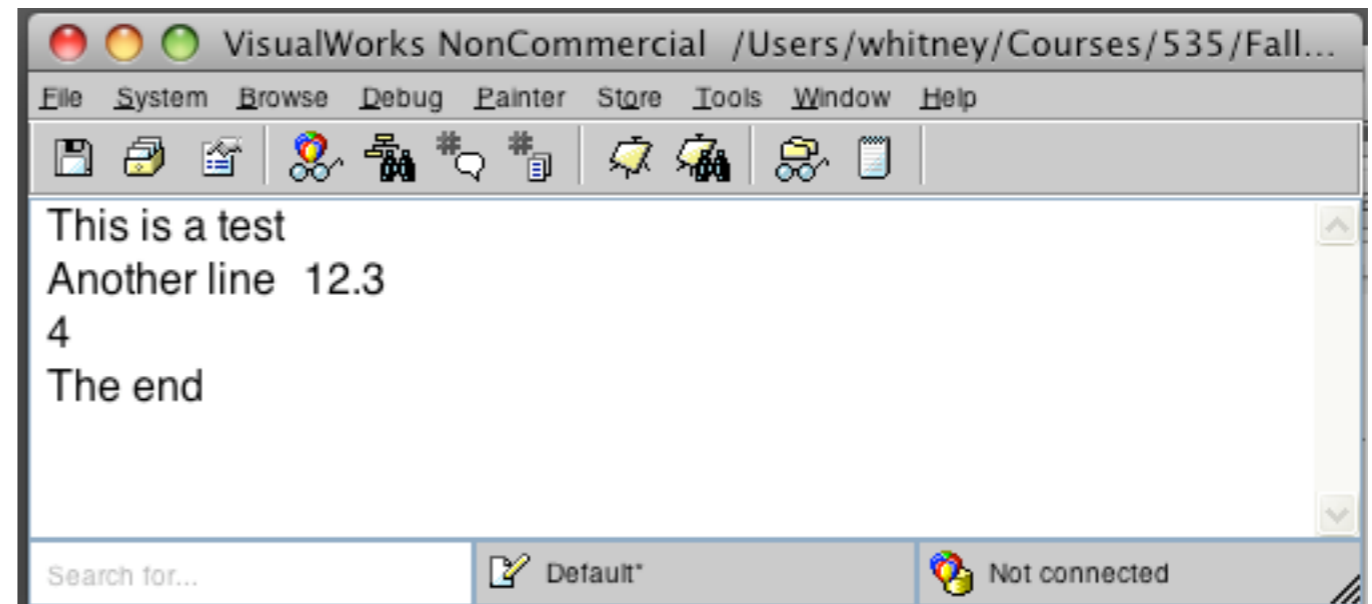 VisualWorks NonCommercial /Users/whitney/Courses/535/Fall...
File System Browse Debug Painter Store Tools Window Help
This is a test
Another line 12.3
4
The end
Search for... Default* Not connected